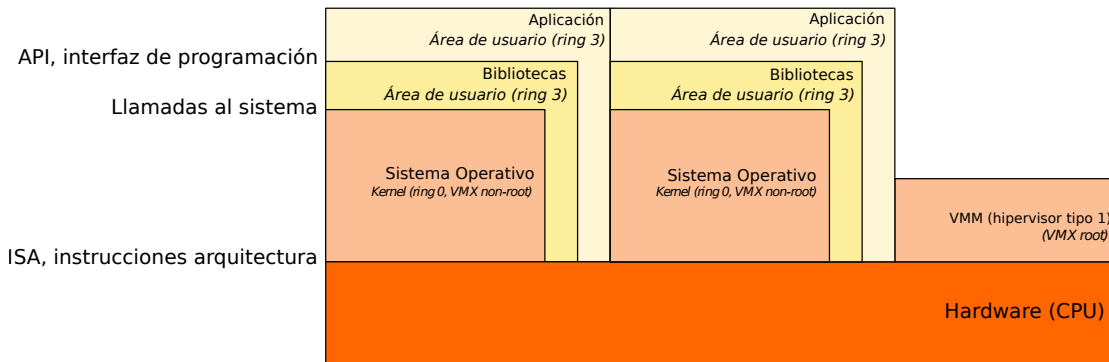 Aplicación
Área de usuario (ring 3)
Aplicación
Área de usuario (ring 3)
API, interfaz de programación
Bibliotecas
Área de usuario (ring 3)
Bibliotecas
Área de usuario (ring 3)
Llamadas al sistema
Sistema Operativo
Kernel (ring 0, VMX non-root)
Sistema Operativo
Kernel (ring 0, VMX non-root)
VMM (hipervisor tipo 1)
(VMX root)
ISA, instrucciones arquitectura
Hardware (CPU)